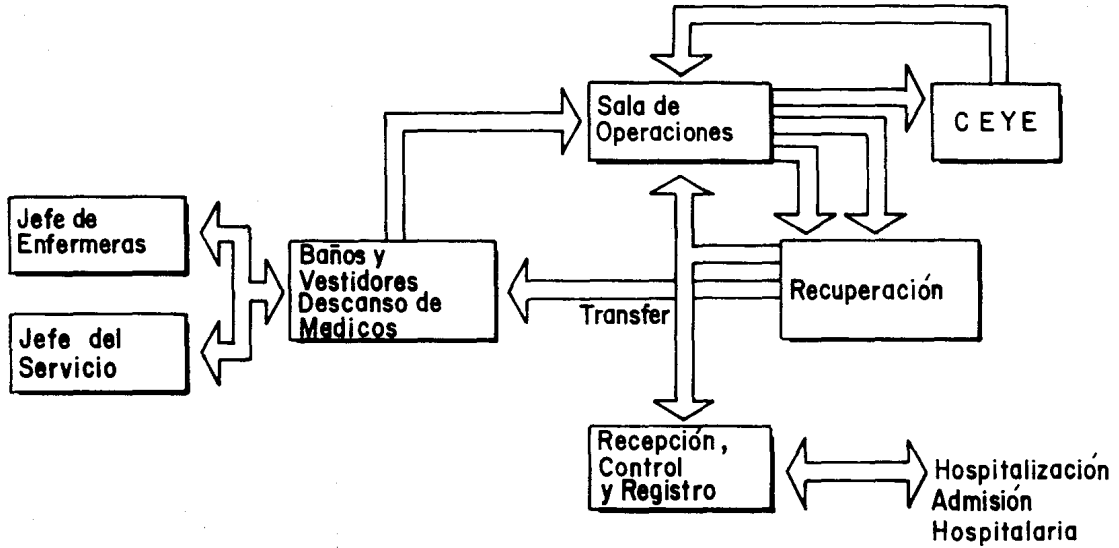 Sala de
Operaciones
C E Y E
Jefe de
Enfermeras
Baños y
Vestidores
Descanso de
Medicos
Recuperación
Transfer
Jefe del
Servicio
Recepción,
Control
y Registro
Hospitalización
Admisión
Hospitalaria